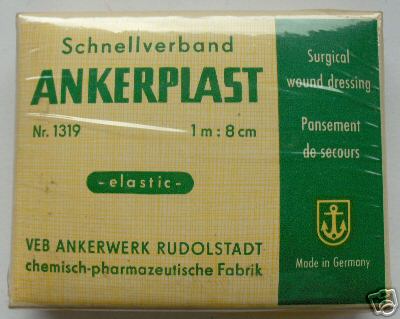 Schnellverband
ANKERPLAST
Nr. 1319 1 m : 8 cm
- elastic -
VEB ANKERWERK RUDOLSTADT
chemisch-pharmazeutische Fabrik
Surgical
wound dressing
Pansement
de secours
Made in Germany
ebay